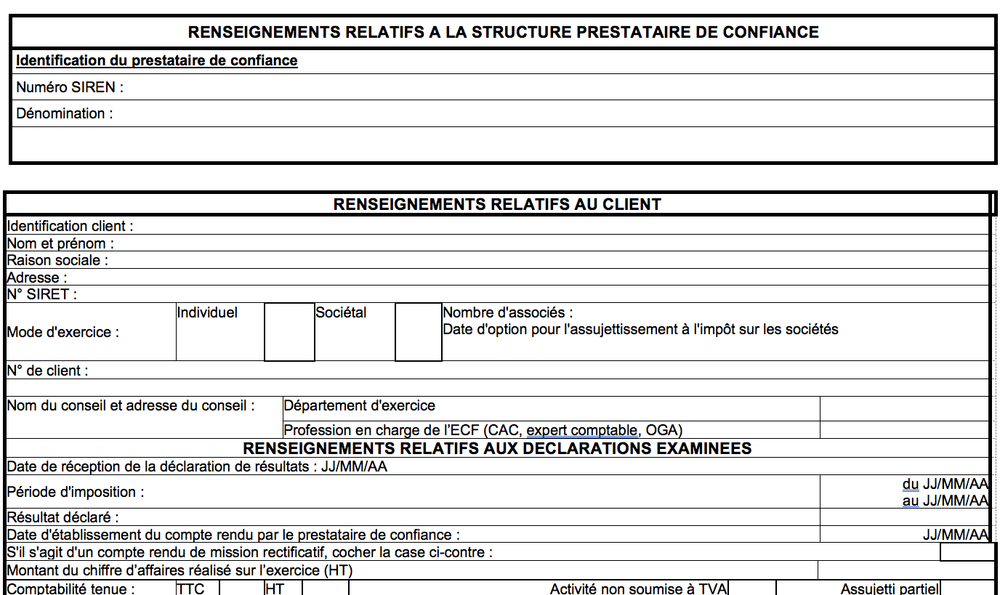 RENSEIGNEMENTS RELATIFS A LA STRUCTURE PRESTATAIRE DE CONFIANCE
Identification du prestataire de confiance
Numéro SIREN :
Dénomination :
RENSEIGNEMENTS RELATIFS AU CLIENT
Identification client :
Nom et prénom :
Raison sociale :
Adresse :
N° SIRET :
Mode d'exercice :
Individuel
Sociétal
Nombre d'associés :
Date d'option pour l'assujettissement à l'impôt sur les sociétés
N° de client :
Nom du conseil et adresse du conseil :
Département d'exercice
Profession en charge de l’ECF (CAC, expert comptable, OGA)
RENSEIGNEMENTS RELATIFS AUX DECLARATIONS EXAMINEES
Date de réception de la déclaration de résultats : JJ/MM/AA
Période d'imposition :
du JJ/MM/AA
au JJ/MM/AA
Résultat déclaré :
Date d'établissement du compte rendu par le prestataire de confiance : JJ/MM/AA
S'il s'agit d'un compte rendu de mission rectificatif, cocher la case ci-contre :
Montant du chiffre d’affaires réalisé sur l’exercice (HT)
Comptabilité tenue : TTC HT Activité non soumise à TVA Assujetti partiel